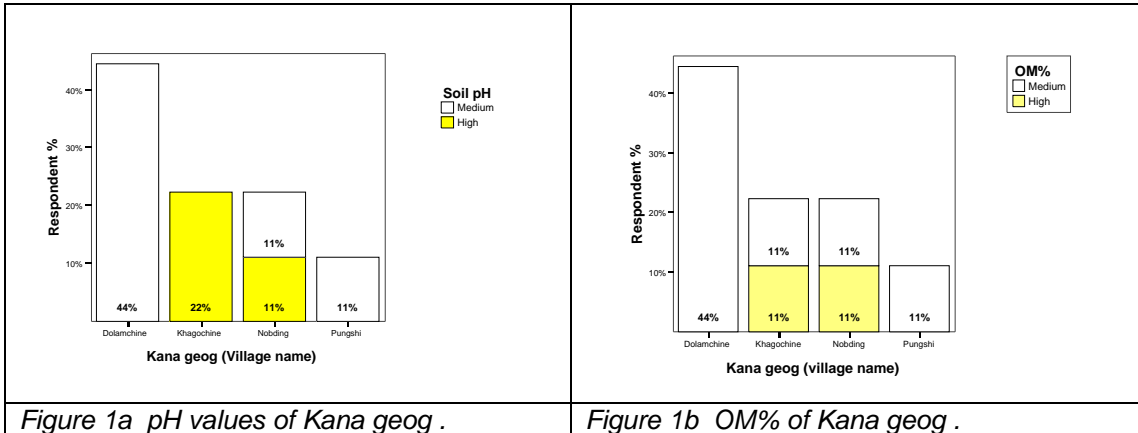 Soil pH
Medium
High
Respondent %
40%
30%
20%
10%
11%
44%
22%
11%
11%
Dolamchine
Khagochine
Nobding
Pungshi
Kana geog (Village name)
Figure 1a pH values of Kana geog .
OM%
Medium
High
Respondent %
40%
30%
20%
10%
11%
11%
44%
11%
11%
11%
Dolamchine
Khagochine
Nobding
Pungshi
Kana geog (village name)
Figure 1b OM% of Kana geog .